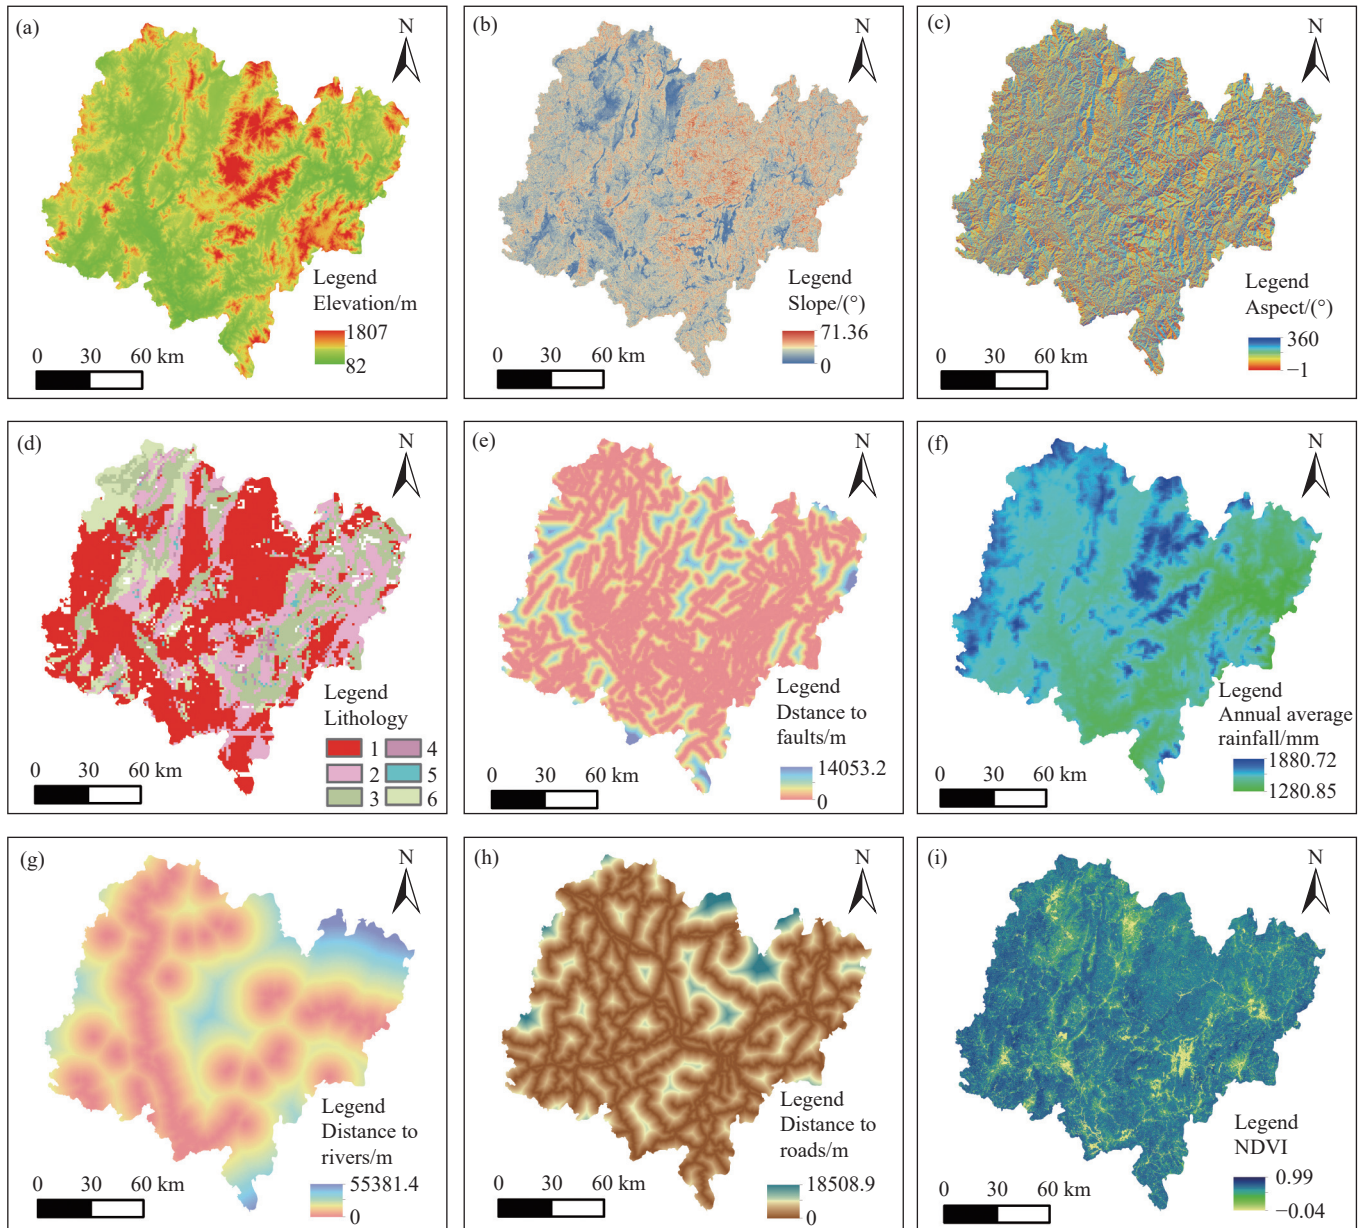 (a)
N
Legend
Elevation/m
1807
82
0 30 60 km
(b)
N
Legend
Slope/(°)
71.36
0
0 30 60 km
(c)
N
Legend
Aspect/(°)
360
−1
0 30 60 km
(d)
N
Legend
Lithology
1 4
2 5
3 6
0 30 60 km
(e)
N
Legend
Dstance to
faults/m
14053.2
0
0 30 60 km
(f)
N
Legend
Annual average
rainfall/mm
1880.72
1280.85
0 30 60 km
(g)
N
Legend
Distance to
rivers/m
55381.4
0
0 30 60 km
(h)
N
Legend
Distance to
roads/m
18508.9
0
0 30 60 km
(i)
N
Legend
NDVI
0.99
−0.04
0 30 60 km